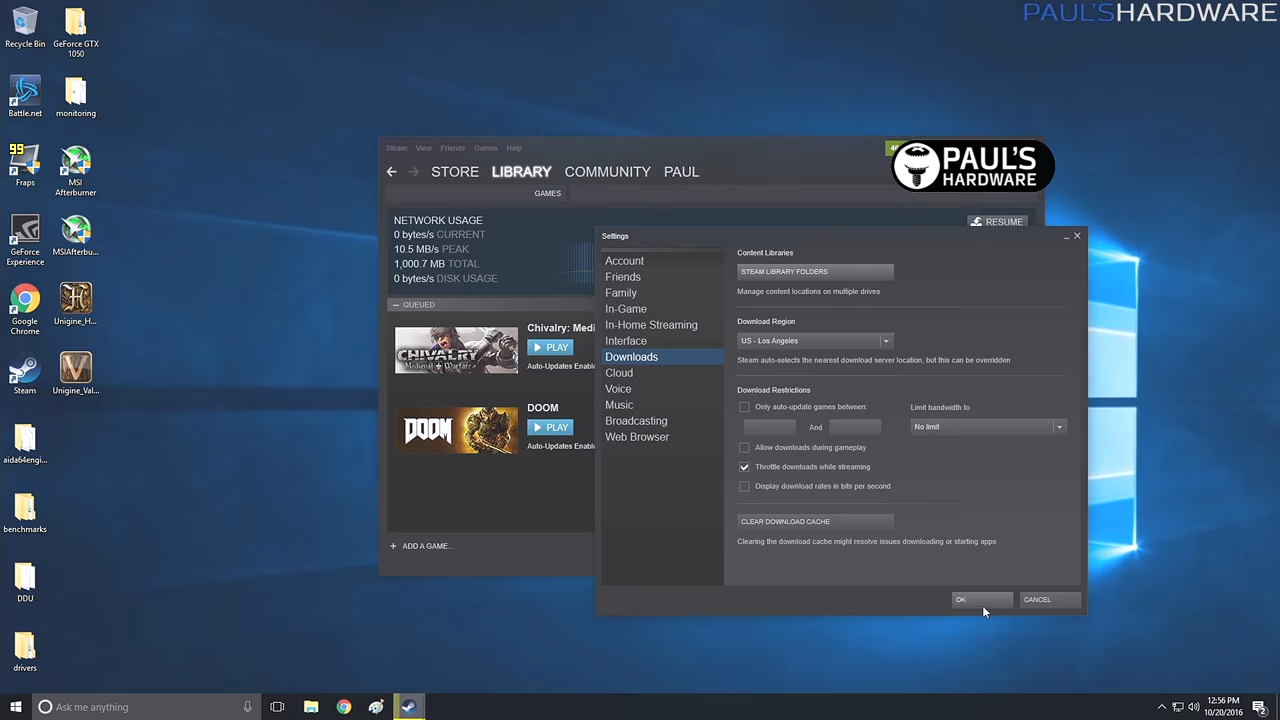 PAUL'SHARDWARE
Recycle Bin
GeForce GTX
1050
Battle.net
monitoring
99
Fraps
MSI
Afterburner
GeForce
Experience
MSIAfterbu...
Google
Chrome
Unigine_H...
Steam
Unigine_Val...
aida64engi...
benchmarks
DDU
drivers
Steam View Friends Games Help
PAUL'S
HARDWARE
STORE LIBRARY COMMUNITY PAUL
GAMES
NETWORK USAGE
0 bytes/s CURRENT
10.5 MB/s PEAK
1,000.7 MB TOTAL
0 bytes/s DISK USAGE
RESUME
QUEUED
CHIVALRY
MEDIEVAL WARFARE
Chivalry: Medi
PLAY
Auto-Updates Enable
DOOM
DOOM
PLAY
Auto-Updates Enable
+ ADD A GAME...
Settings
Account
Friends
Family
In-Game
In-Home Streaming
Interface
Downloads
Cloud
Voice
Music
Broadcasting
Web Browser
Content Libraries
STEAM LIBRARY FOLDERS
Manage content locations on multiple drives
Download Region
US - Los Angeles
Steam auto-selects the nearest download server location, but this can be overridden
Download Restrictions
Only auto-update games between:
And
Limit bandwidth to
No limit
Allow downloads during gameplay
Throttle downloads while streaming
Display download rates in bits per second
CLEAR DOWNLOAD CACHE
Clearing the download cache might resolve issues downloading or starting apps
OK CANCEL
Ask me anything
12:56 PM
10/20/2016
2